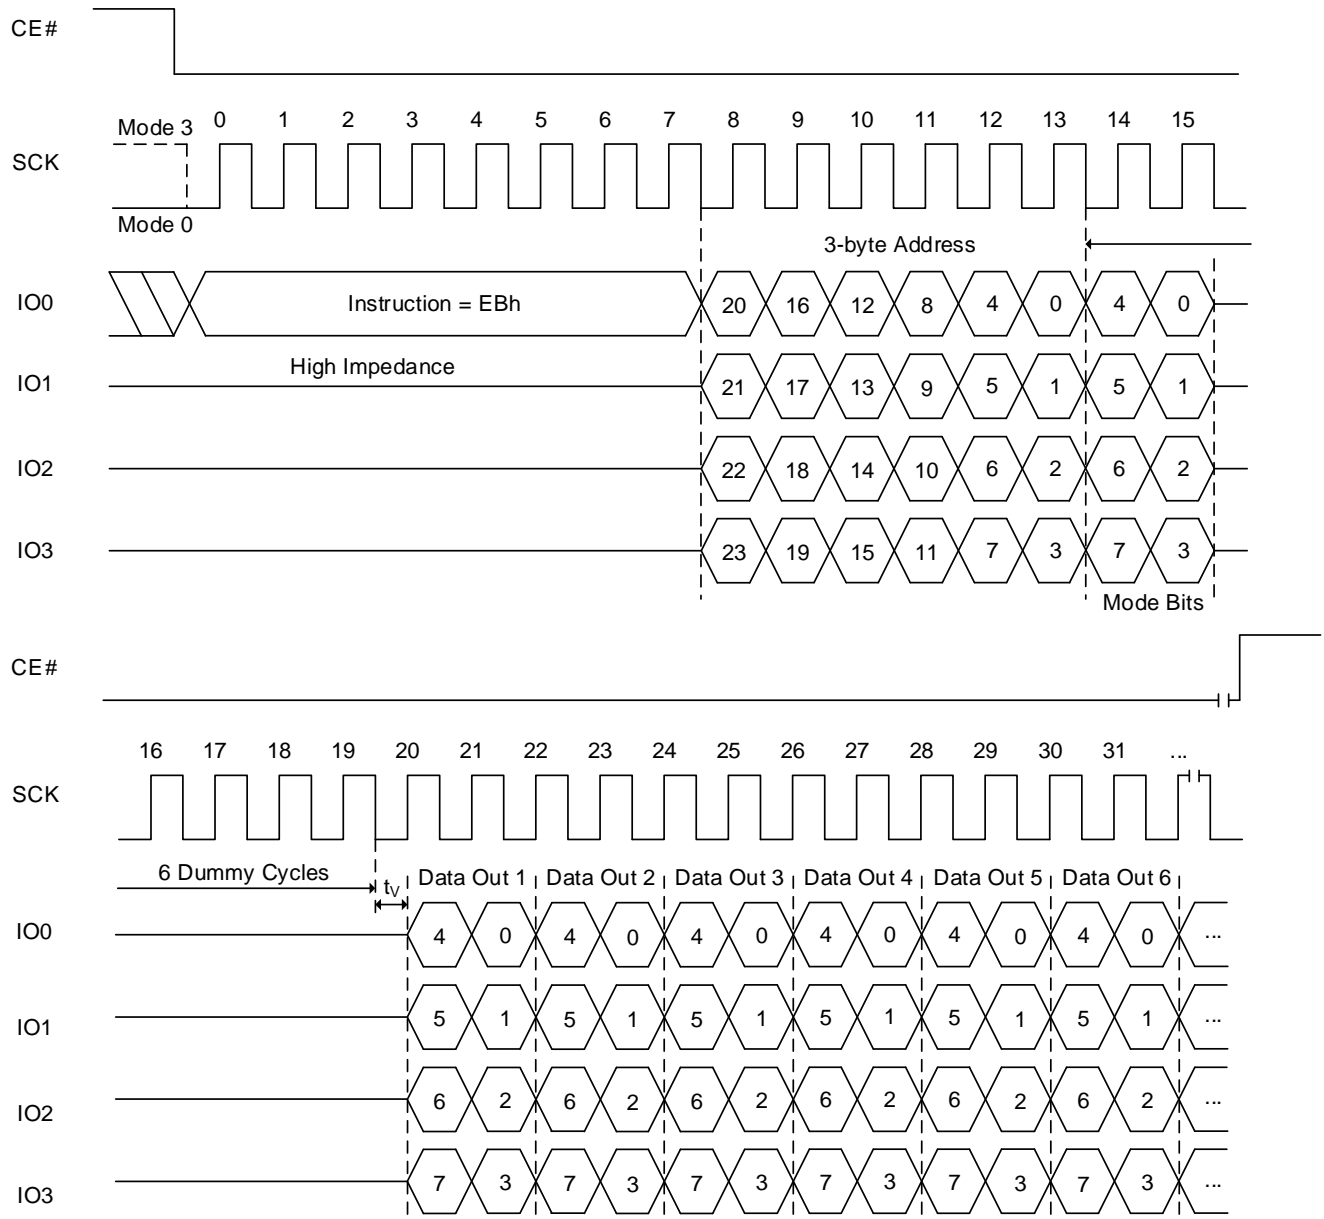 CE#
Mode 3 0 1 2 3 4 5 6 7 8 9 10 11 12 13 14 15
SCK
Mode 0
3-byte Address
IO0 Instruction = EBh 20 16 12 8 4 0 4 0
High Impedance
IO1 21 17 13 9 5 1 5 1
IO2 22 18 14 10 6 2 6 2
IO3 23 19 15 11 7 3 7 3
Mode Bits
CE#
16 17 18 19 20 21 22 23 24 25 26 27 28 29 30 31 ...
SCK
6 Dummy Cycles tV Data Out 1 Data Out 2 Data Out 3 Data Out 4 Data Out 5 Data Out 6
IO0 4 0 4 0 4 0 4 0 4 0 4 0 ...
IO1 5 1 5 1 5 1 5 1 5 1 5 1 ...
IO2 6 2 6 2 6 2 6 2 6 2 6 2 ...
IO3 7 3 7 3 7 3 7 3 7 3 7 3 ...